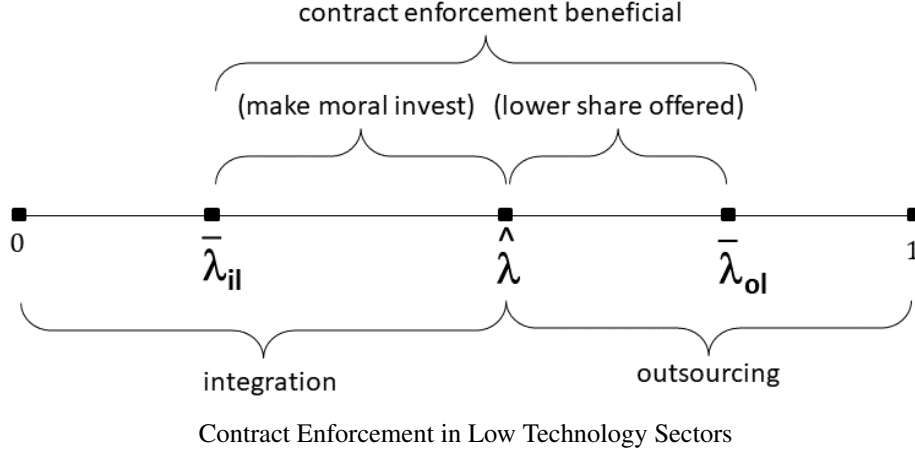 contract enforcement beneficial
(make moral invest) (lower share offered)
0 λ̄il λ̂ λ̄ol 1
integration outsourcing
Contract Enforcement in Low Technology Sectors